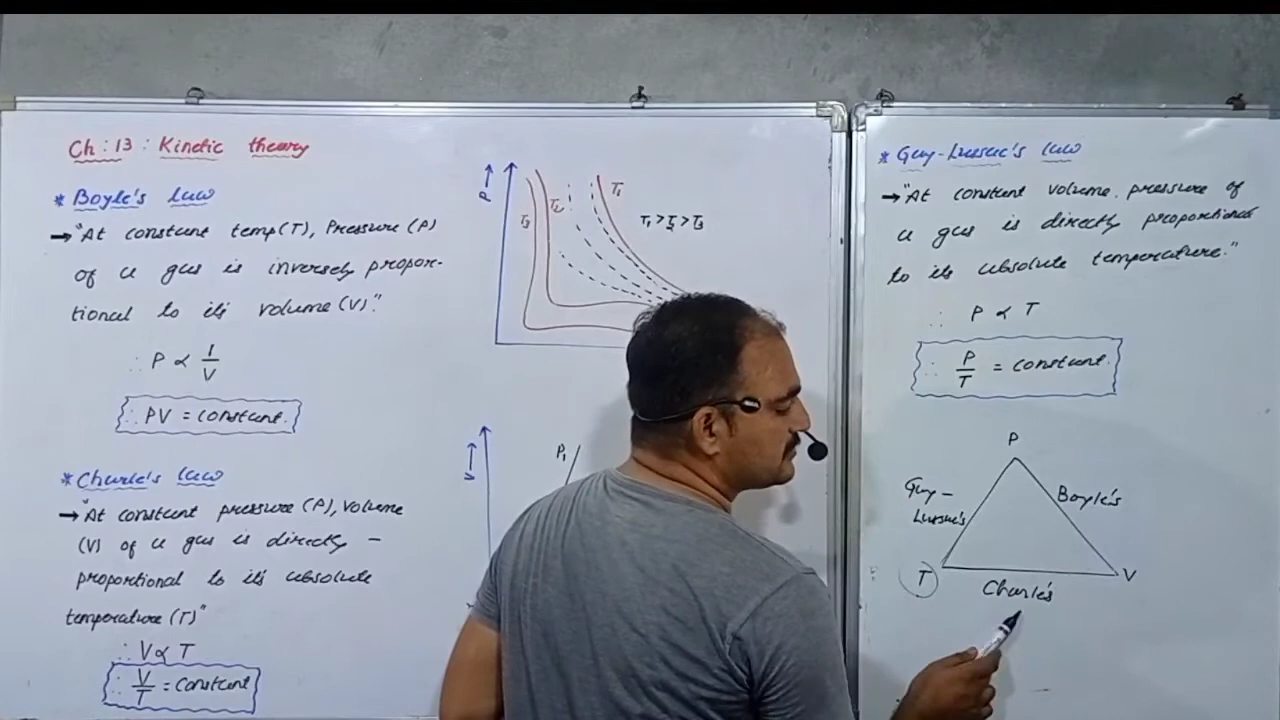 Ch: 13 : Kinetic theory
* Boyle's law
→ "At constant temp(T), Pressure (P)
of a gas is inversely propor-
tional to its volume (V)."
∴ P ∝ 1/V
∴ PV = constant.
* Charle's law
→ "At constant pressure (P), volume
(V) of a gas is directly -
proportional to it's absolute
temperature (T)"
∴ V ∝ T
∴ V/T = constant
P →
T3
T2
T1
T1 > T2 > T3
V →
P1
* Gay-Lussac's law
→ "At constant volume. pressure of
a gas is directly proportional
to its absolute temperature."
∴ P ∝ T
∴ P/T = constant.
P
Gay-
Lussac's
Boyle's
T
V
Charle's